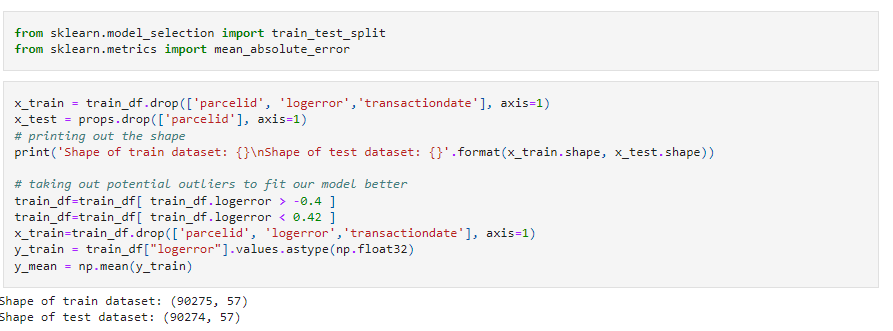 from sklearn.model_selection import train_test_split
from sklearn.metrics import mean_absolute_error
x_train = train_df.drop(['parcelid', 'logerror','transactiondate'], axis=1)
x_test = props.drop(['parcelid'], axis=1)
# printing out the shape
print('Shape of train dataset: {}\nShape of test dataset: {}'.format(x_train.shape, x_test.shape))
# taking out potential outliers to fit our model better
train_df=train_df[ train_df.logerror > -0.4 ]
train_df=train_df[ train_df.logerror < 0.42 ]
x_train=train_df.drop(['parcelid', 'logerror','transactiondate'], axis=1)
y_train = train_df["logerror"].values.astype(np.float32)
y_mean = np.mean(y_train)
Shape of train dataset: (90275, 57)
Shape of test dataset: (90274, 57)